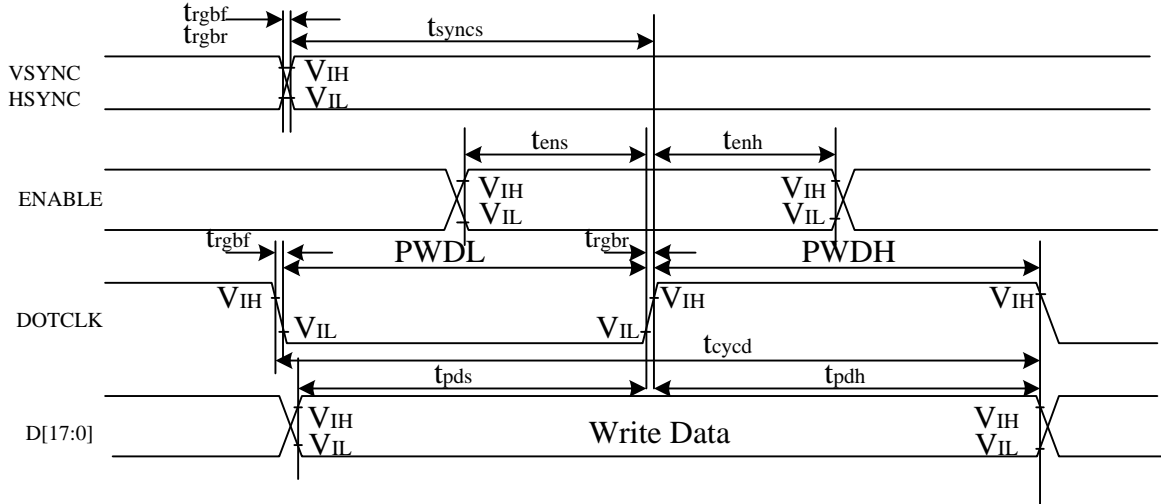 trgbf
trgbr
tsyncs
VSYNC
HSYNC
VIH
VIL
tens
tenh
ENABLE
VIH
VIL
VIH
VIL
trgbf
PWDL
trgbr
PWDH
DOTCLK
VIH
VIL
VIL
VIH
VIH
tcycd
tpds
tpdh
D[17:0]
VIH
VIL
Write Data
VIH
VIL